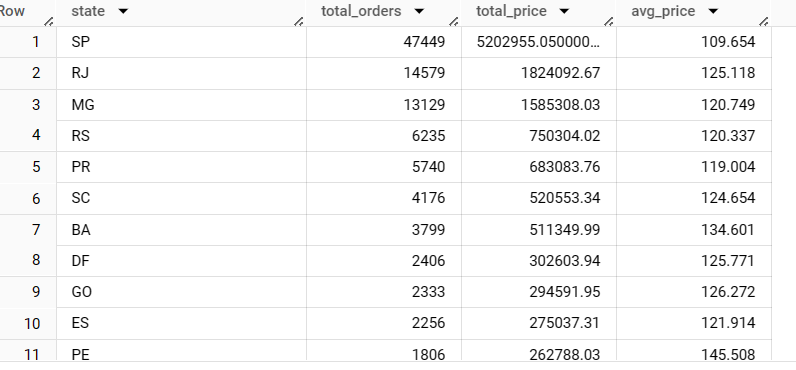 Row state total_orders total_price avg_price
1 SP 47449 5202955.050000... 109.654
2 RJ 14579 1824092.67 125.118
3 MG 13129 1585308.03 120.749
4 RS 6235 750304.02 120.337
5 PR 5740 683083.76 119.004
6 SC 4176 520553.34 124.654
7 BA 3799 511349.99 134.601
8 DF 2406 302603.94 125.771
9 GO 2333 294591.95 126.272
10 ES 2256 275037.31 121.914
11 PE 1806 262788.03 145.508